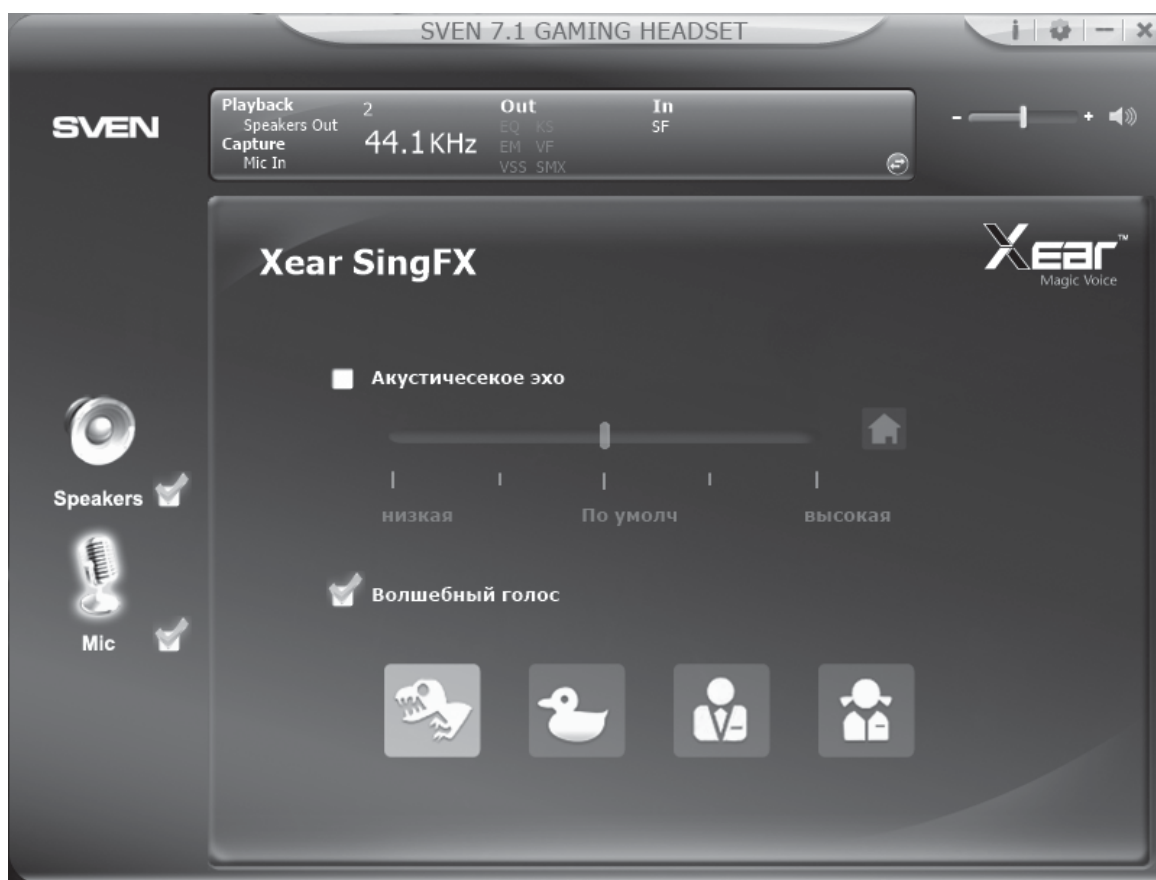 SVEN 7.1 GAMING HEADSET
SVEN
Playback 2 Out In
Speakers Out EQ KS SF
Capture 44.1 KHz EM VF
Mic In VSS SMX
- +
Xear SingFX
Xear™
Magic Voice
Акустичесекое эхо
низкая По умолч высокая
Speakers
Волшебный голос
Mic